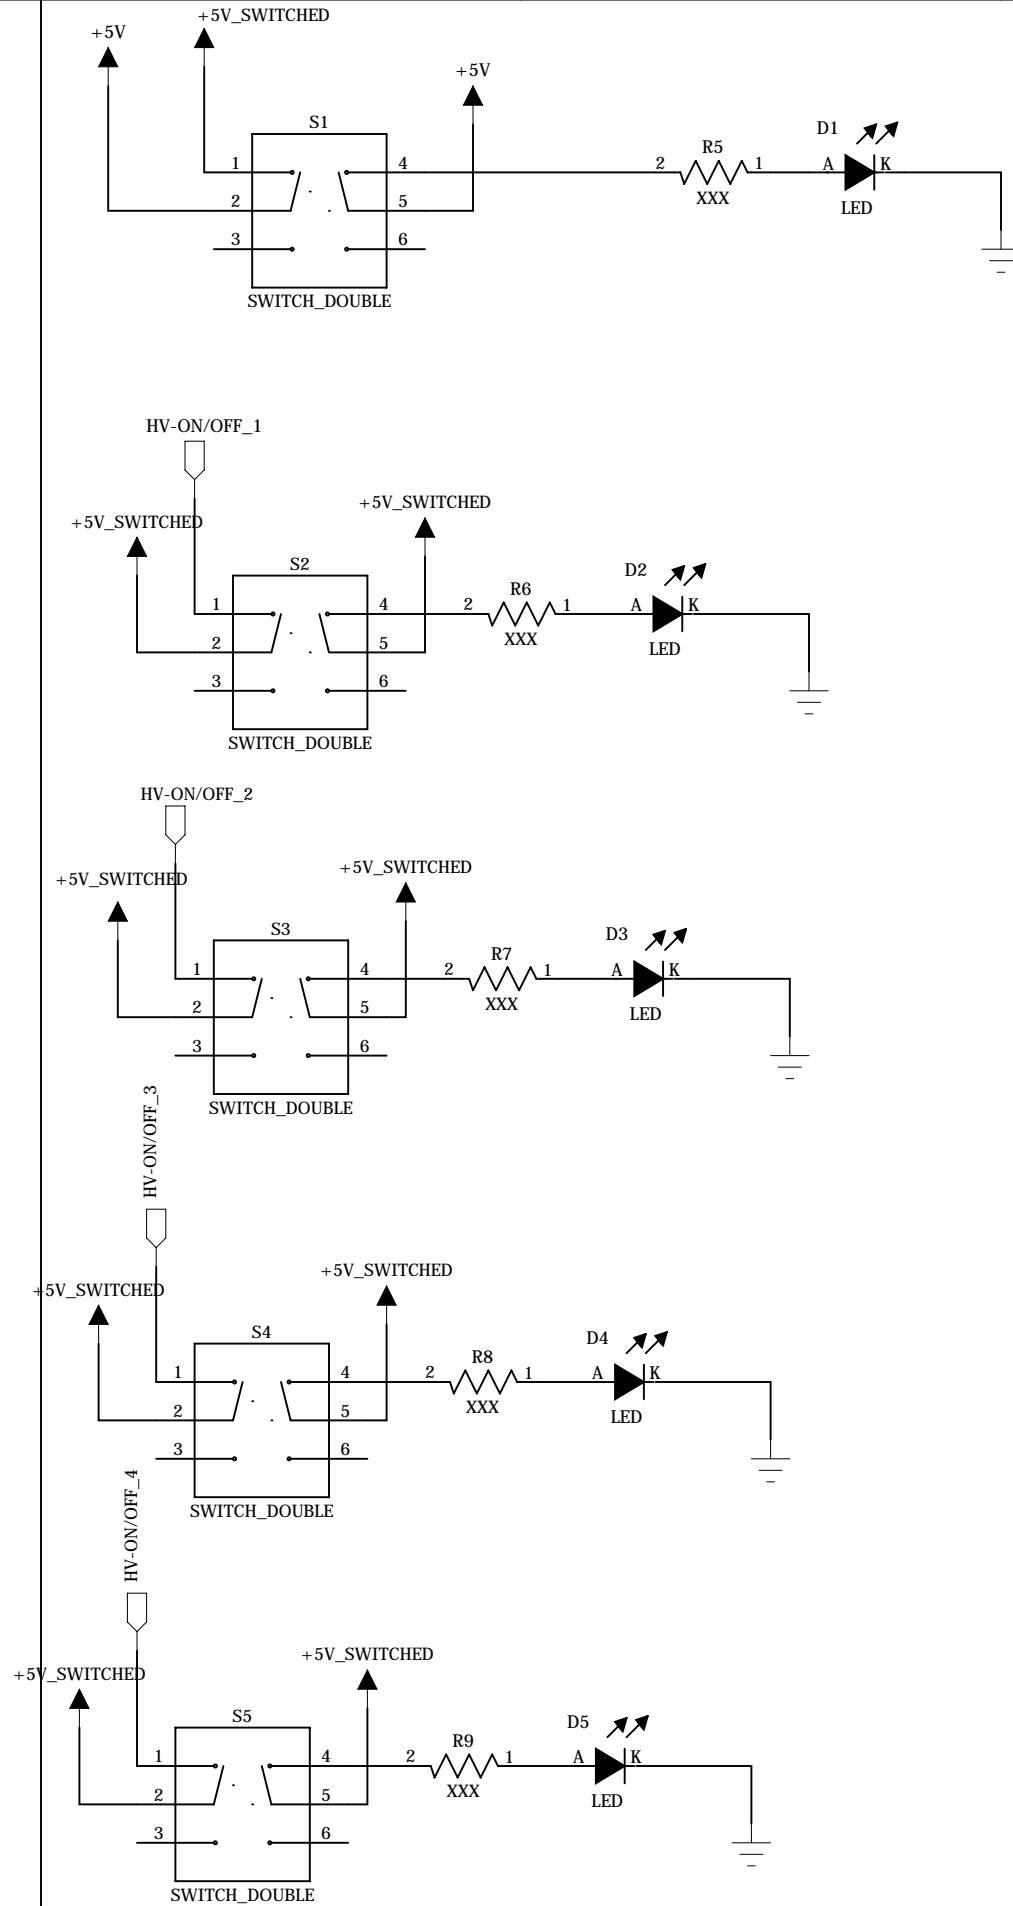 +5V
+5V_SWITCHED
+5V
S1
1
2
3
4
5
6
SWITCH_DOUBLE
2
R5
1
XXX
D1
A
K
LED
HV-ON/OFF_1
+5V_SWITCHED
+5V_SWITCHED
S2
1
2
3
4
5
6
SWITCH_DOUBLE
2
R6
1
XXX
D2
A
K
LED
HV-ON/OFF_2
+5V_SWITCHED
+5V_SWITCHED
S3
1
2
3
4
5
6
SWITCH_DOUBLE
2
R7
1
XXX
D3
A
K
LED
HV-ON/OFF_3
+5V_SWITCHED
+5V_SWITCHED
S4
1
2
3
4
5
6
SWITCH_DOUBLE
2
R8
1
XXX
D4
A
K
LED
HV-ON/OFF_4
+5V_SWITCHED
+5V_SWITCHED
S5
1
2
3
4
5
6
SWITCH_DOUBLE
2
R9
1
XXX
D5
A
K
LED